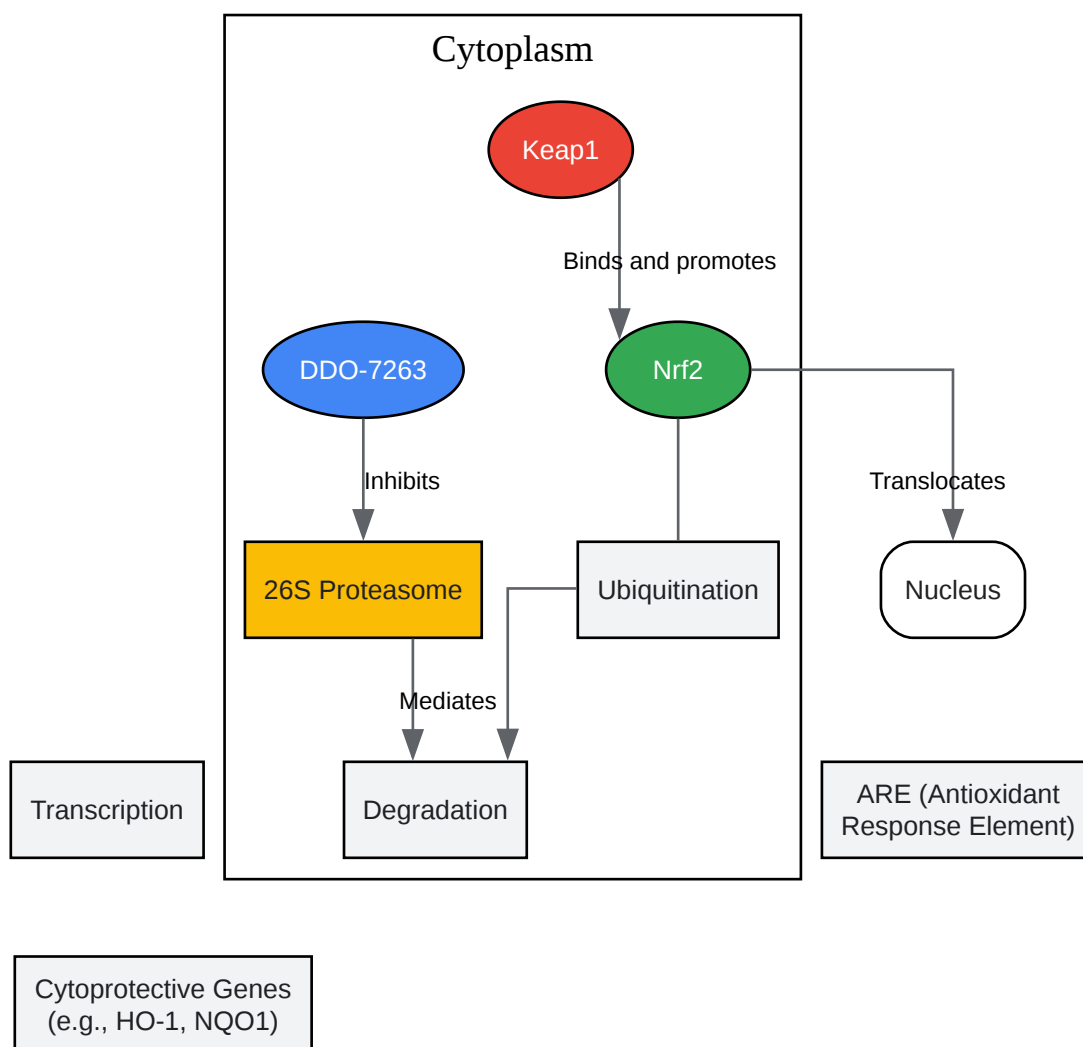 Cytoplasm
Keap1
Binds and promotes
DDO-7263
Nrf2
Inhibits
Translocates
26S Proteasome
Ubiquitination
Nucleus
Mediates
Transcription
Degradation
ARE (Antioxidant
Response Element)
Cytoprotective Genes
(e.g., HO-1, NQO1)